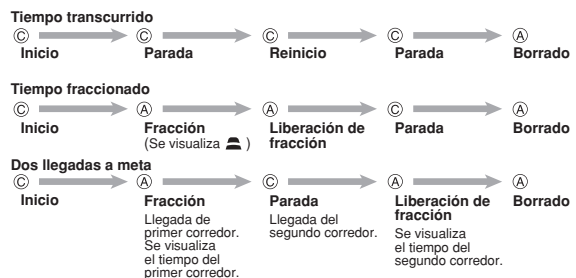 Tiempo transcurrido
Ⓒ Ⓒ Ⓒ Ⓒ Ⓐ
Inicio Parada Reinicio Parada Borrado
Tiempo fraccionado
Ⓒ Ⓐ Ⓐ Ⓒ Ⓐ
Inicio Fracción Liberación de Parada Borrado
(Se visualiza ) fracción
Dos llegadas a meta
Ⓒ Ⓐ Ⓒ Ⓐ Ⓐ
Inicio Fracción Parada Liberación de Borrado
fracción
Llegada de
primer corredor.
Se visualiza
el tiempo del
primer corredor.
Llegada del
segundo corredor.
Se visualiza
el tiempo del
segundo corredor.